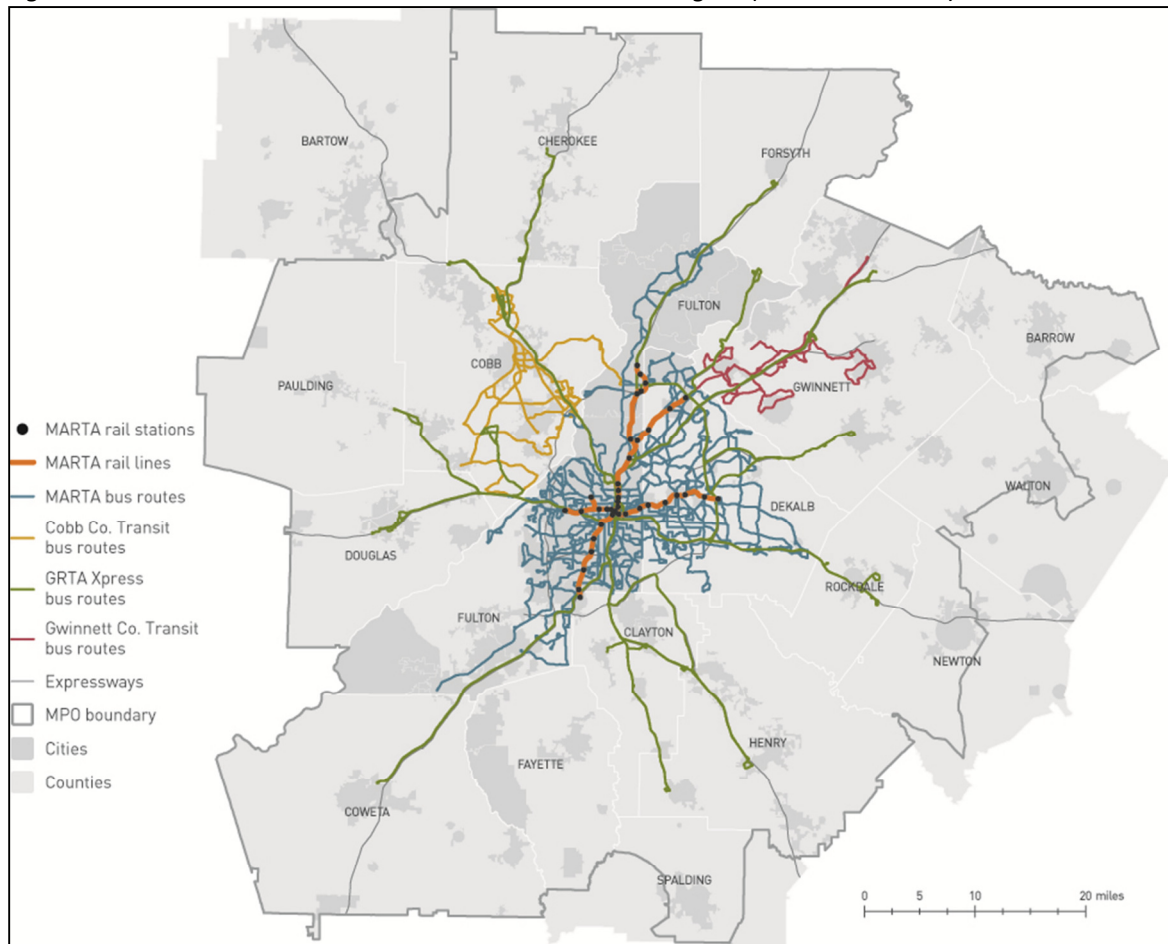 BARTOW
CHEROKEE
FORSYTH
FULTON
BARROW
COBB
PAULDING
GWINNETT
MARTA rail stations
MARTA rail lines
MARTA bus routes
Cobb Co. Transit
bus routes
GRTA Xpress
bus routes
Gwinnett Co. Transit
bus routes
Expressways
MPO boundary
Cities
Counties
WALTON
DEKALB
DOUGLAS
ROCKDALE
FULTON
CLAYTON
NEWTON
HENRY
FAYETTE
COWETA
SPALDING
0 5 10 20 miles